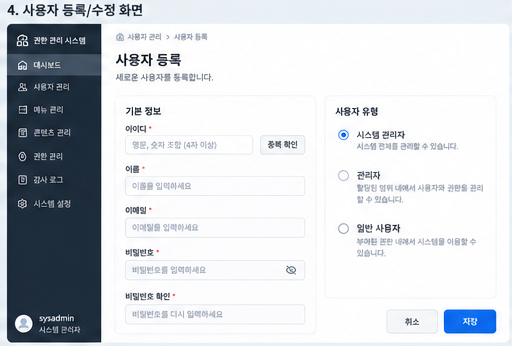 4. 사용자 등록/수정 화면
권한 관리 시스템
대시보드
사용자 관리
메뉴 관리
콘텐츠 관리
권한 관리
감사 로그
시스템 설정
sysadmin
시스템 관리자
사용자 관리 > 사용자 등록
사용자 등록
새로운 사용자를 등록합니다.
기본 정보
아이디 *
영문, 숫자 조합 (4자 이상)
중복 확인
이름 *
이름을 입력하세요
이메일 *
이메일을 입력하세요
비밀번호 *
비밀번호를 입력하세요
비밀번호 확인 *
비밀번호를 다시 입력하세요
사용자 유형
시스템 관리자
시스템 전체를 관리할 수 있습니다.
관리자
할당된 범위 내에서 사용자와 권한을 관리
할 수 있습니다.
일반 사용자
부여된 권한 내에서 시스템을 이용할 수
있습니다.
취소
저장